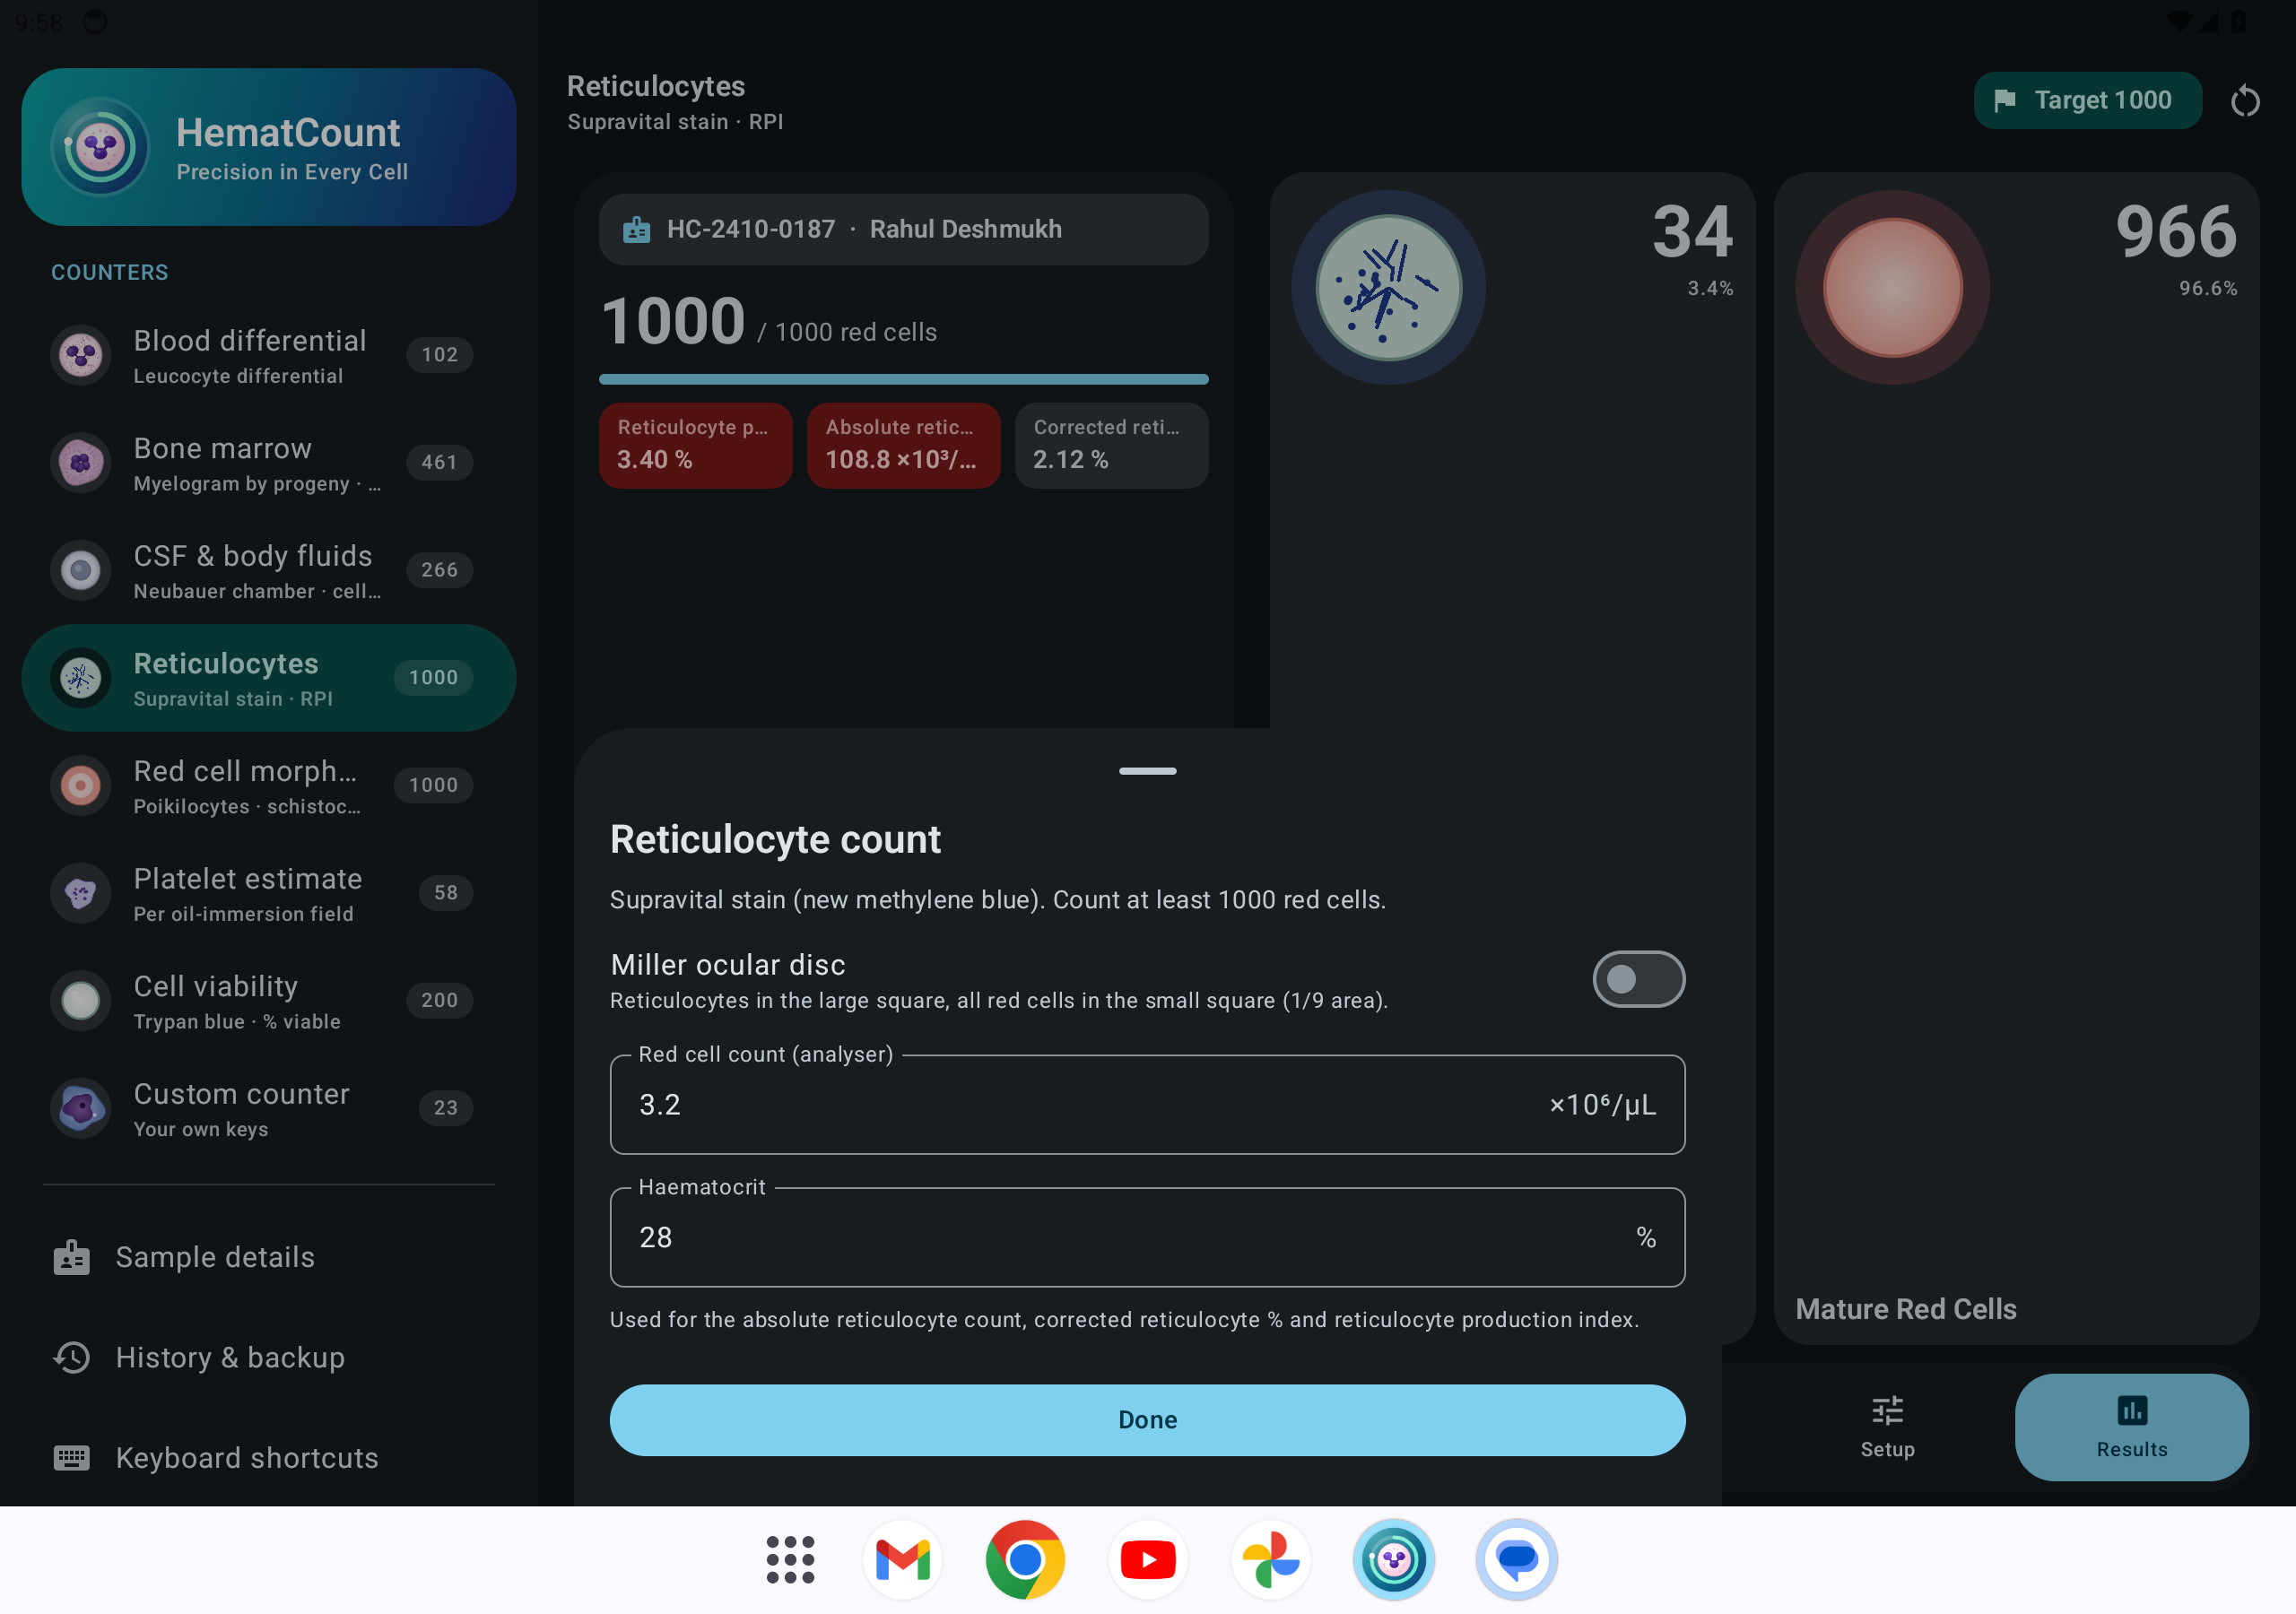 9:58
HematCount
Precision in Every Cell
COUNTERS
Blood differential
Leucocyte differential
102
Bone marrow
Myelogram by progeny · …
461
CSF & body fluids
Neubauer chamber · cell…
266
Reticulocytes
Supravital stain · RPI
1000
Red cell morph…
Poikilocytes · schistoc…
1000
Platelet estimate
Per oil-immersion field
58
Cell viability
Trypan blue · % viable
200
Custom counter
Your own keys
23
Sample details
History & backup
Keyboard shortcuts
Reticulocytes
Supravital stain · RPI
Target 1000
HC-2410-0187 · Rahul Deshmukh
1000 / 1000 red cells
Reticulocyte p…
3.40 %
Absolute retic…
108.8 ×10³/…
Corrected reti…
2.12 %
34
3.4%
966
96.6%
Mature Red Cells
Reticulocyte count
Supravital stain (new methylene blue). Count at least 1000 red cells.
Miller ocular disc
Reticulocytes in the large square, all red cells in the small square (1/9 area).
Red cell count (analyser)
3.2 ×10⁶/µL
Haematocrit
28 %
Used for the absolute reticulocyte count, corrected reticulocyte % and reticulocyte production index.
Done
Setup
Results